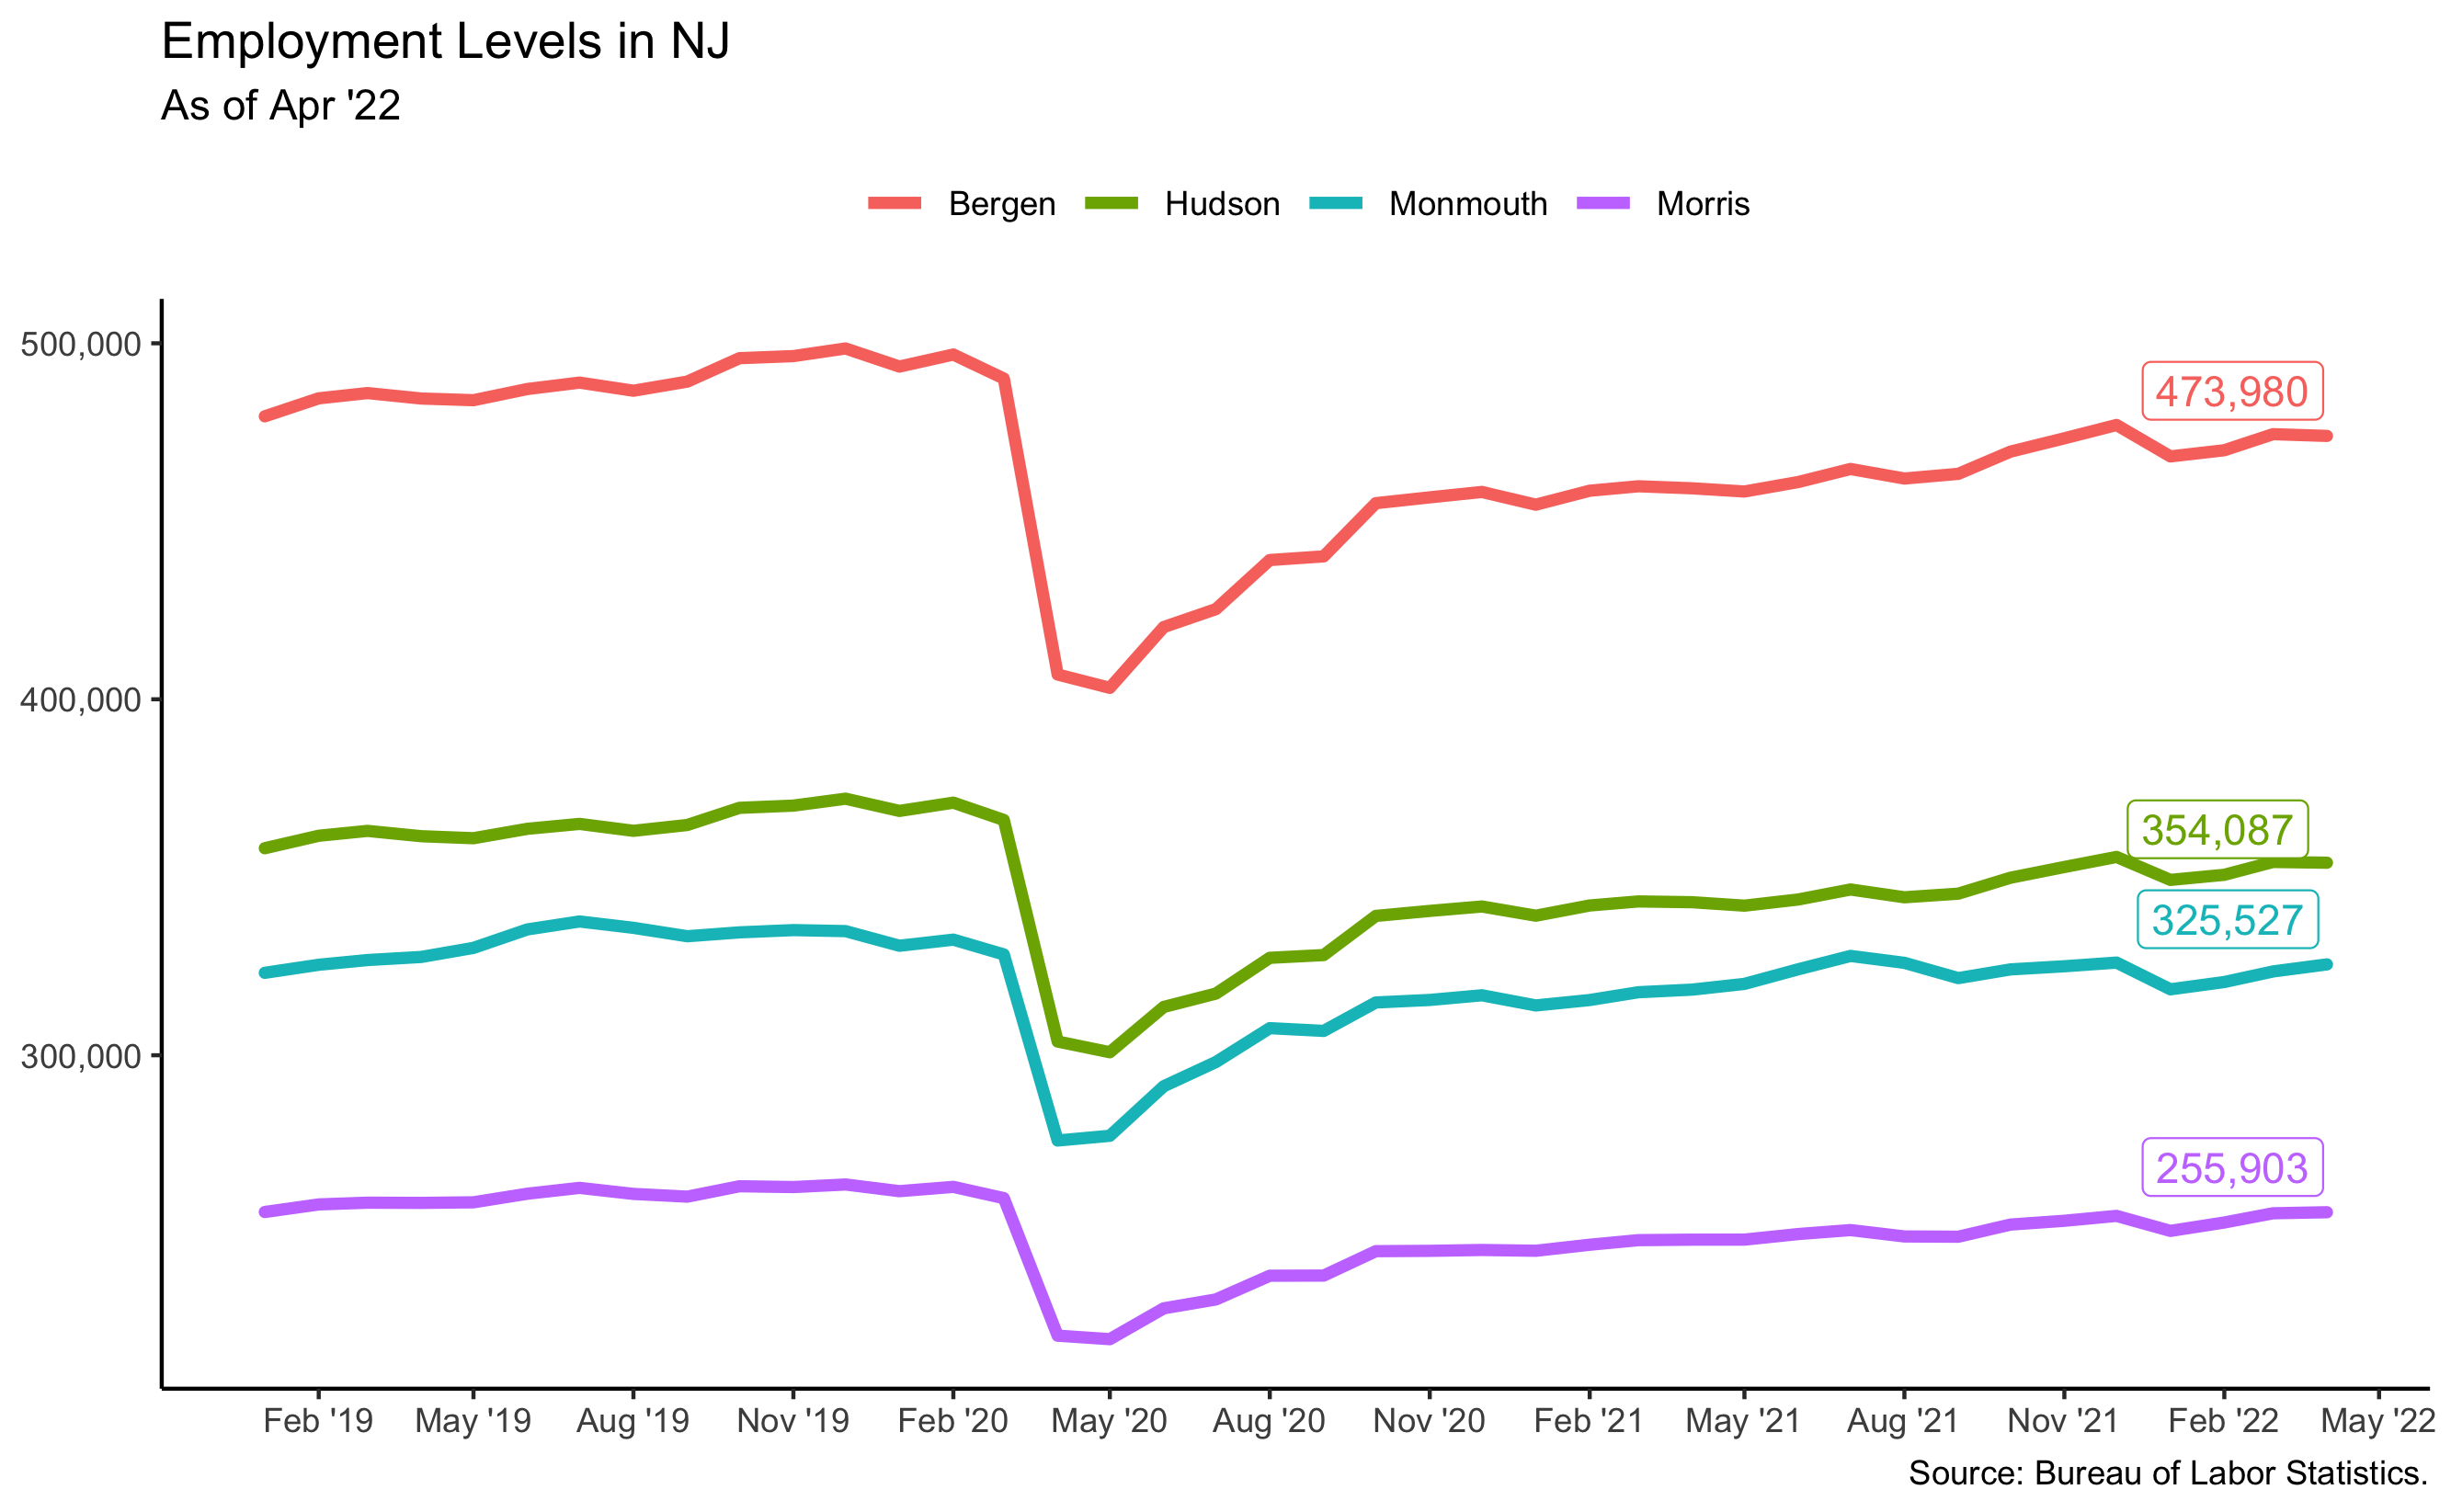 Employment Levels in NJ
As of Apr '22
Bergen Hudson Monmouth Morris
500,000
400,000
300,000
473,980
354,087
325,527
255,903
Feb '19 May '19 Aug '19 Nov '19 Feb '20 May '20 Aug '20 Nov '20 Feb '21 May '21 Aug '21 Nov '21 Feb '22 May '22
Source: Bureau of Labor Statistics.